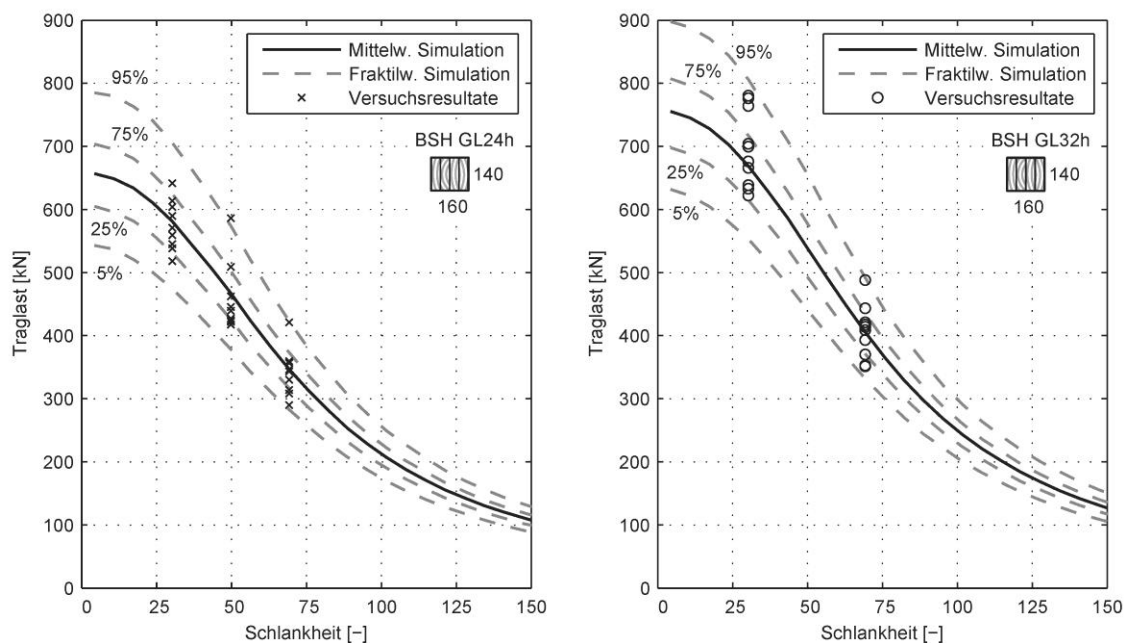 900
800
700
600
500
400
300
200
100
0
Traglast [kN]
0 25 50 75 100 125 150
Schlankheit [–]
95%
75%
25%
5%
Mittelw. Simulation
Fraktilw. Simulation
Versuchsresultate
BSH GL24h
140
160
900
800
700
600
500
400
300
200
100
0
Traglast [kN]
0 25 50 75 100 125 150
Schlankheit [–]
95%
75%
25%
5%
Mittelw. Simulation
Fraktilw. Simulation
Versuchsresultate
BSH GL32h
140
160